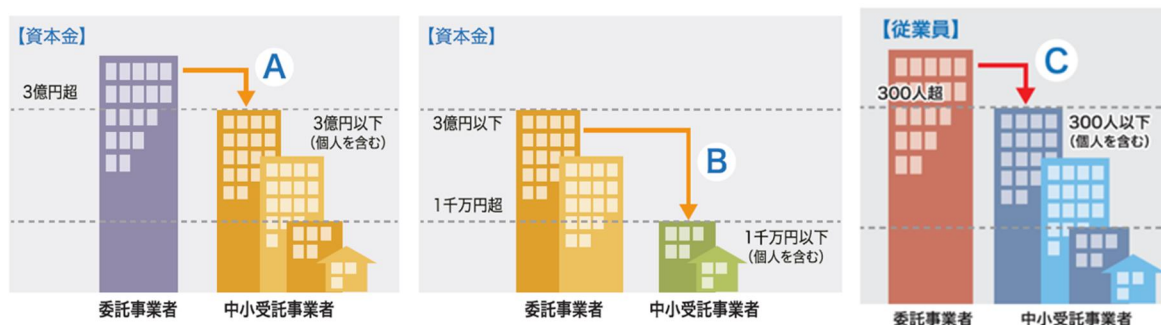 【資本金】
A
3億円超
3億円以下
(個人を含む)
委託事業者
中小受託事業者
【資本金】
3億円以下
B
1千万円超
1千万円以下
(個人を含む)
委託事業者
中小受託事業者
【従業員】
C
300人超
300人以下
(個人を含む)
委託事業者
中小受託事業者